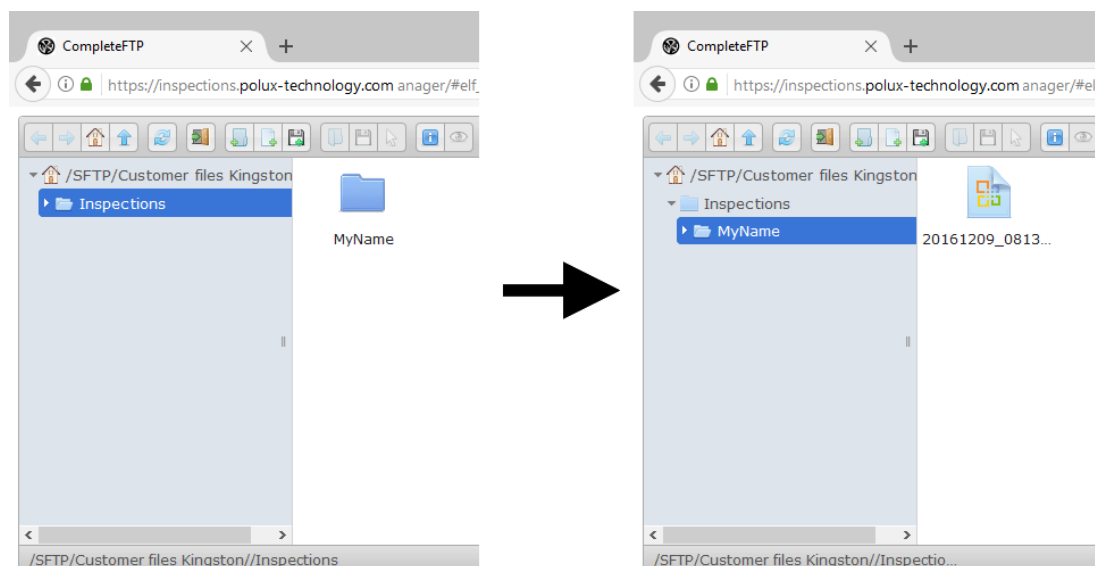 CompleteFTP
https://inspections.polux-technology.com anager/#elf_
/SFTP/Customer files Kingston
Inspections
MyName
/SFTP/Customer files Kingston//Inspections
CompleteFTP
https://inspections.polux-technology.com anager/#el
/SFTP/Customer files Kingston
Inspections
MyName
20161209_0813...
/SFTP/Customer files Kingston//Inspectio...